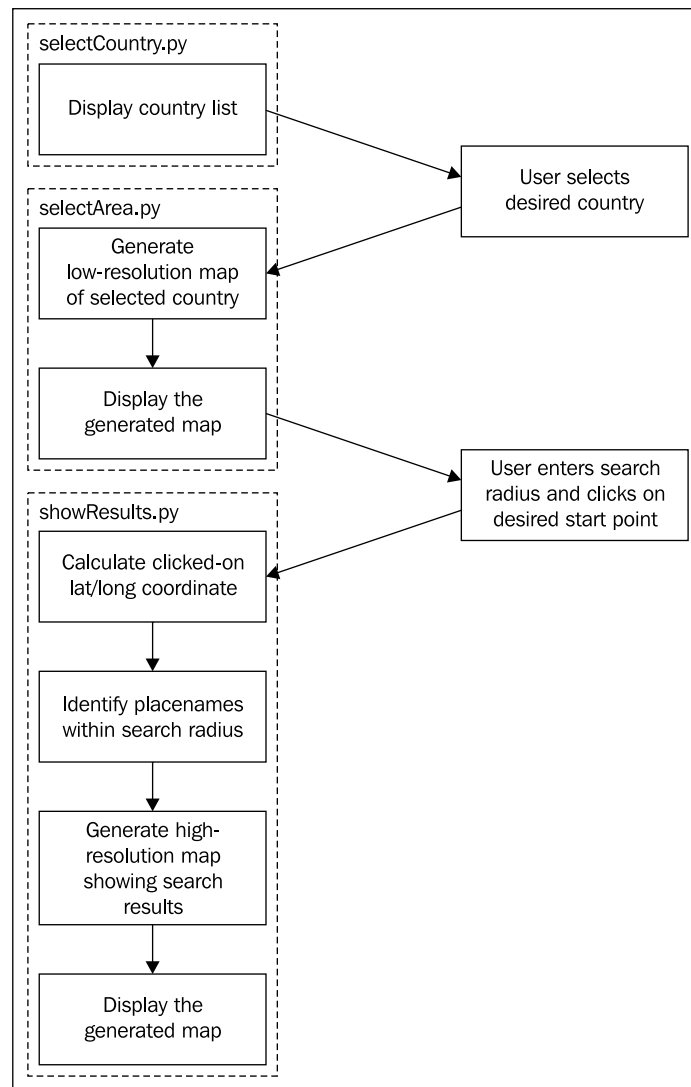 selectCountry.py
Display country list
User selects
desired country
selectArea.py
Generate
low-resolution map
of selected country
Display the
generated map
User enters search
radius and clicks on
desired start point
showResults.py
Calculate clicked-on
lat/long coordinate
Identify placenames
within search radius
Generate high-
resolution map
showing search
results
Display the
generated map